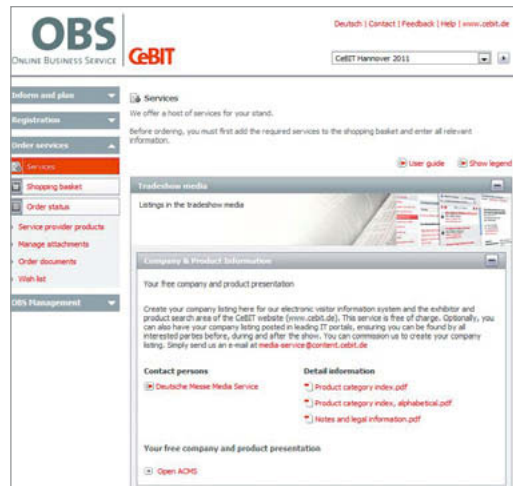 OBS
ONLINE BUSINESS SERVICE
CeBIT
Deutsch | Contact | Feedback | Help | www.cebit.de
CeBIT Hannover 2011
Inform and plan
Registration
Order services
Services
Shopping basket
Order status
Service provider products
Manage attachments
Order documents
Wish list
OBS Management
Services
We offer a host of services for your stand.
Before ordering, you must first add the required services to the shopping basket and enter all relevant
information.
User guide
Show legend
Tradeshow media
Listings in the tradeshow media
Company & Product Information
Your free company and product presentation
Create your company listing here for our electronic visitor information system and the exhibitor and
product search area of the CeBIT website (www.cebit.de). This service is free of charge. Optionally, you
can also have your company listing posted in leading IT portals, ensuring you can be found by all
interested parties before, during and after the show. You can commission us to create your company
listing. Simply send us an e-mail at media-service@content.cebit.de
Contact persons
Deutsche Messe Media Service
Detail information
Product category index.pdf
Product category index, alphabetical.pdf
Notes and legal information.pdf
Your free company and product presentation
Open ACMS